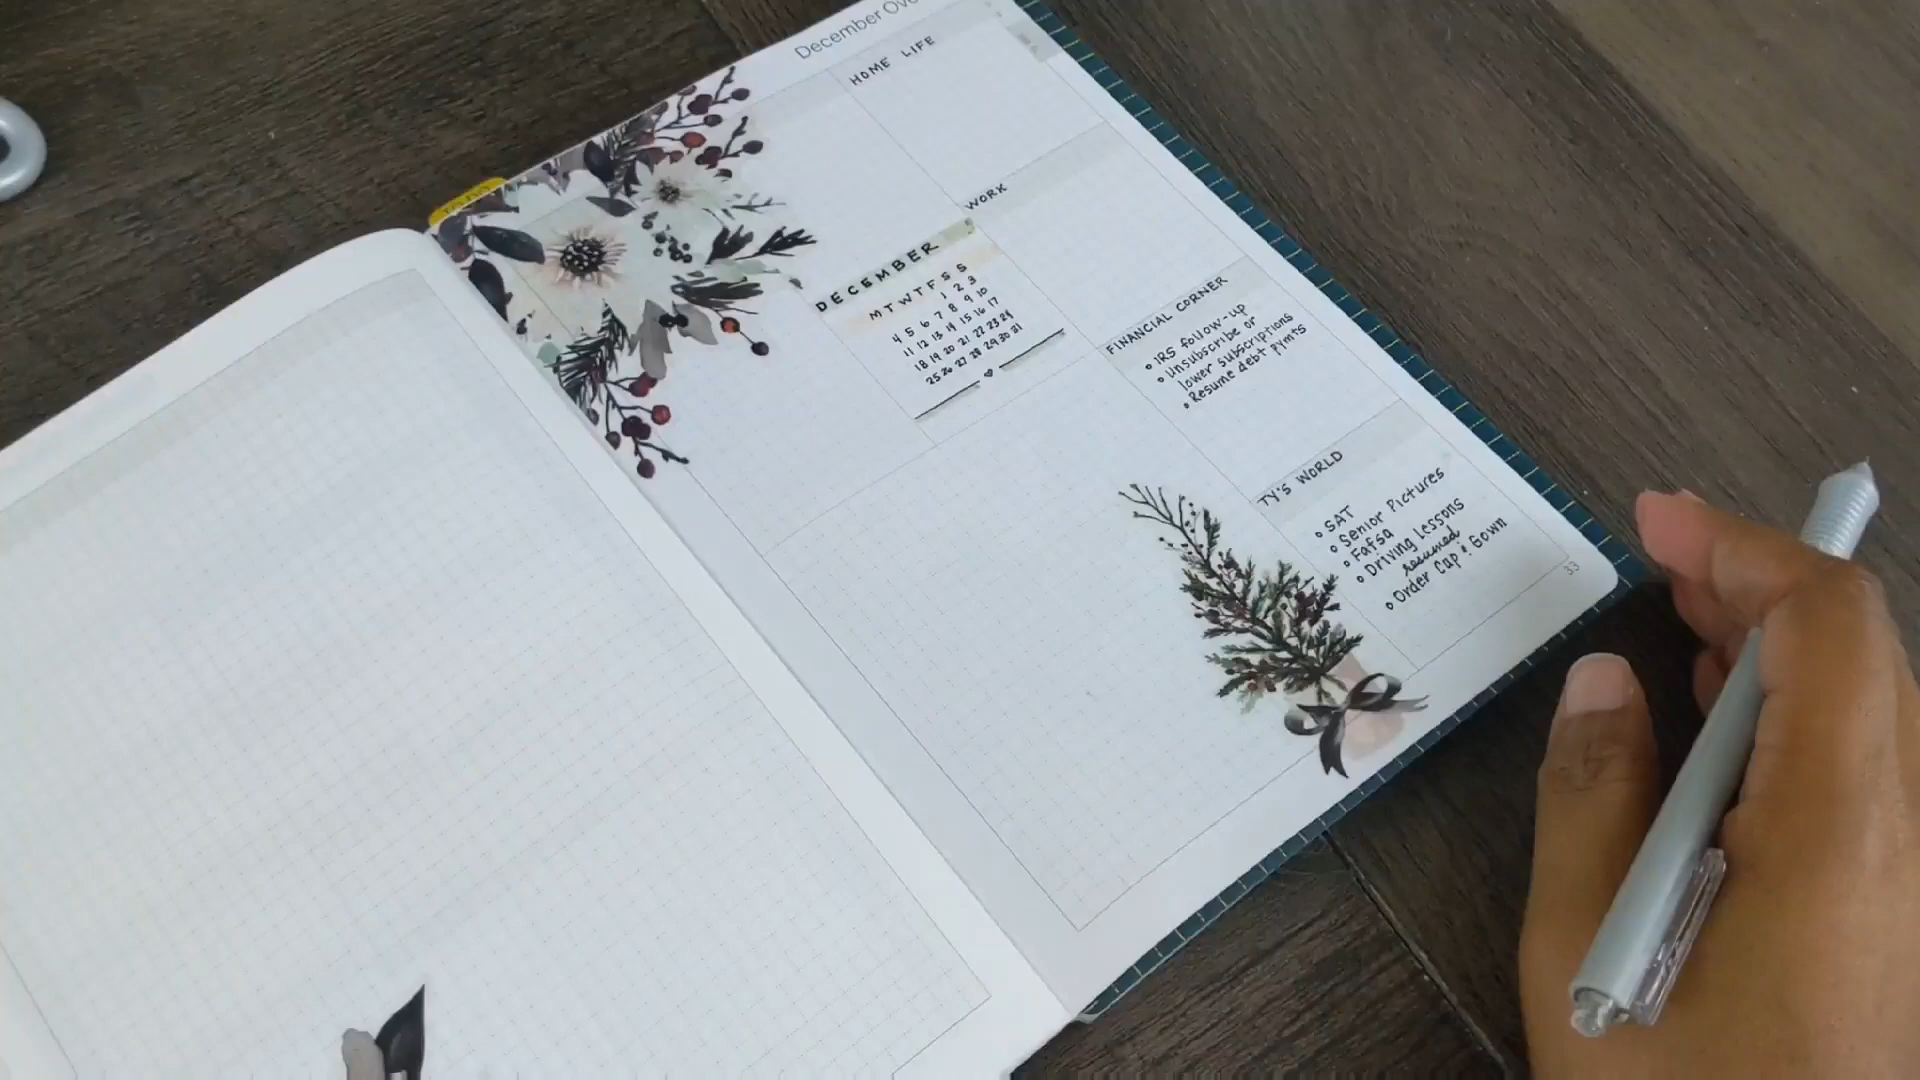 December
HOME LIFE
WORK
DECEMBER
M T W T F S S
1 2 3
4 5 6 7 8 9 10
11 12 13 14 15 16 17
18 19 20 21 22 23 24
25 26 27 28 29 30 31
FINANCIAL CORNER
• IRS follow-up
• Unsubscribe or
lower subscriptions
• Resume debt pymts
TY'S WORLD
• SAT
• Senior Pictures
• Fafsa
• Driving Lessons
resumed
• Order Cap & Gown
33